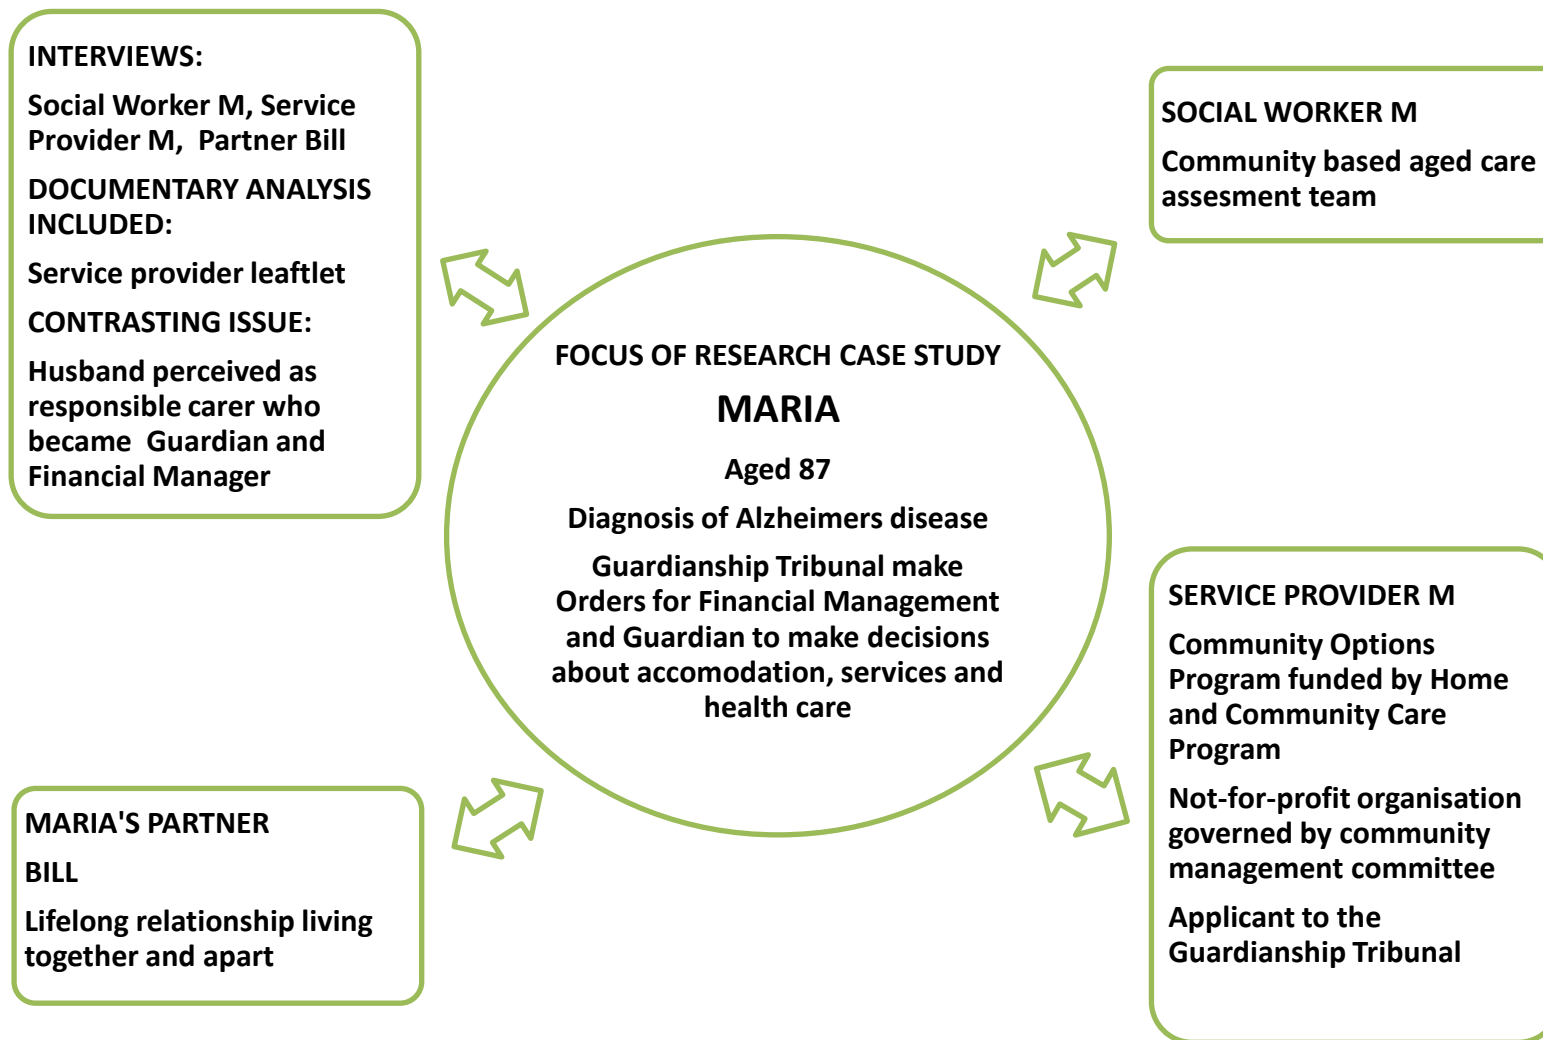 INTERVIEWS:
Social Worker M, Service
Provider M,  Partner Bill
DOCUMENTARY ANALYSIS
INCLUDED:
Service provider leaftlet
CONTRASTING ISSUE:
Husband perceived as
responsible carer who
became  Guardian and
Financial Manager
SOCIAL WORKER M
Community based aged care
assesment team
FOCUS OF RESEARCH CASE STUDY
MARIA
Aged 87
Diagnosis of Alzheimers disease
Guardianship Tribunal make
Orders for Financial Management
and Guardian to make decisions
about accomodation, services and
health care
MARIA'S PARTNER
BILL
Lifelong relationship living
together and apart
SERVICE PROVIDER M
Community Options
Program funded by Home
and Community Care
Program
Not-for-profit organisation
governed by community
management committee
Applicant to the
Guardianship Tribunal